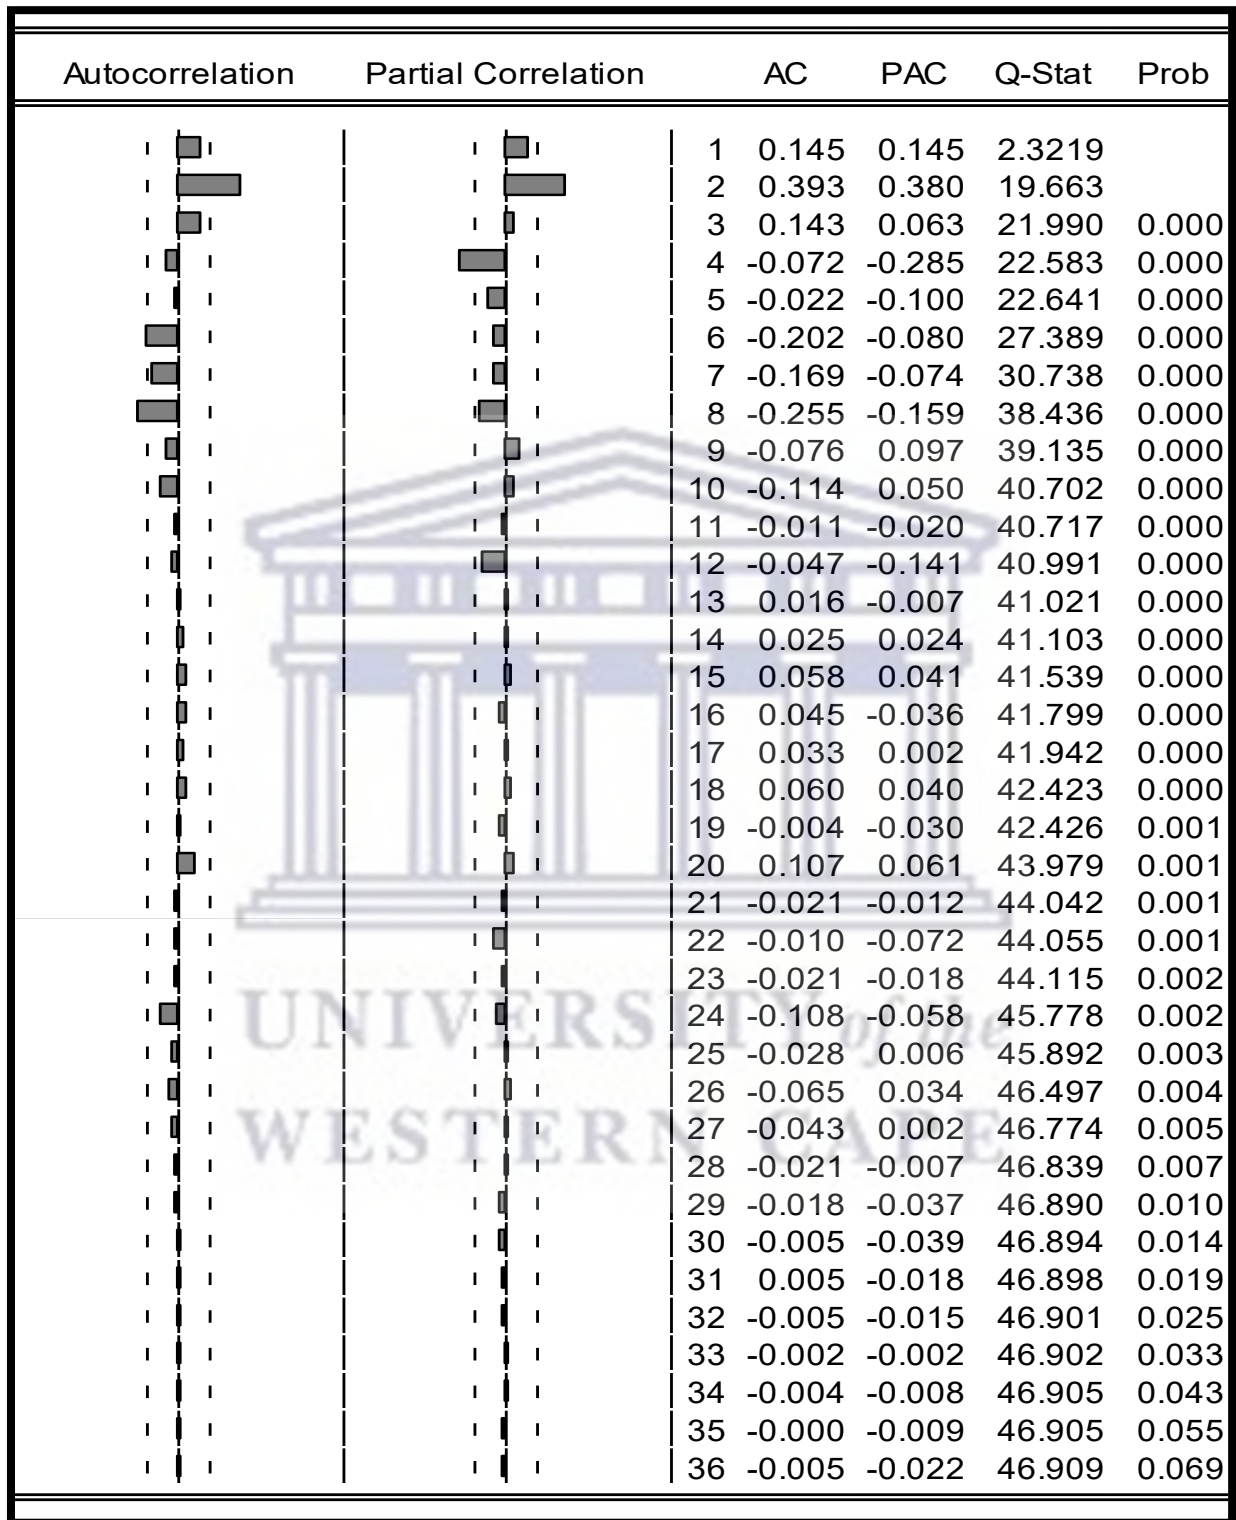 Autocorrelation Partial Correlation AC PAC Q-Stat Prob
1 0.145 0.145 2.3219
2 0.393 0.380 19.663
3 0.143 0.063 21.990 0.000
4 -0.072 -0.285 22.583 0.000
5 -0.022 -0.100 22.641 0.000
6 -0.202 -0.080 27.389 0.000
7 -0.169 -0.074 30.738 0.000
8 -0.255 -0.159 38.436 0.000
9 -0.076 0.097 39.135 0.000
10 -0.114 0.050 40.702 0.000
11 -0.011 -0.020 40.717 0.000
12 -0.047 -0.141 40.991 0.000
13 0.016 -0.007 41.021 0.000
14 0.025 0.024 41.103 0.000
15 0.058 0.041 41.539 0.000
16 0.045 -0.036 41.799 0.000
17 0.033 0.002 41.942 0.000
18 0.060 0.040 42.423 0.000
19 -0.004 -0.030 42.426 0.001
20 0.107 0.061 43.979 0.001
21 -0.021 -0.012 44.042 0.001
22 -0.010 -0.072 44.055 0.001
23 -0.021 -0.018 44.115 0.002
24 -0.108 -0.058 45.778 0.002
25 -0.028 0.006 45.892 0.003
26 -0.065 0.034 46.497 0.004
27 -0.043 0.002 46.774 0.005
28 -0.021 -0.007 46.839 0.007
29 -0.018 -0.037 46.890 0.010
30 -0.005 -0.039 46.894 0.014
31 0.005 -0.018 46.898 0.019
32 -0.005 -0.015 46.901 0.025
33 -0.002 -0.002 46.902 0.033
34 -0.004 -0.008 46.905 0.043
35 -0.000 -0.009 46.905 0.055
36 -0.005 -0.022 46.909 0.069
UNIVERSITY of the
WESTERN CAPE